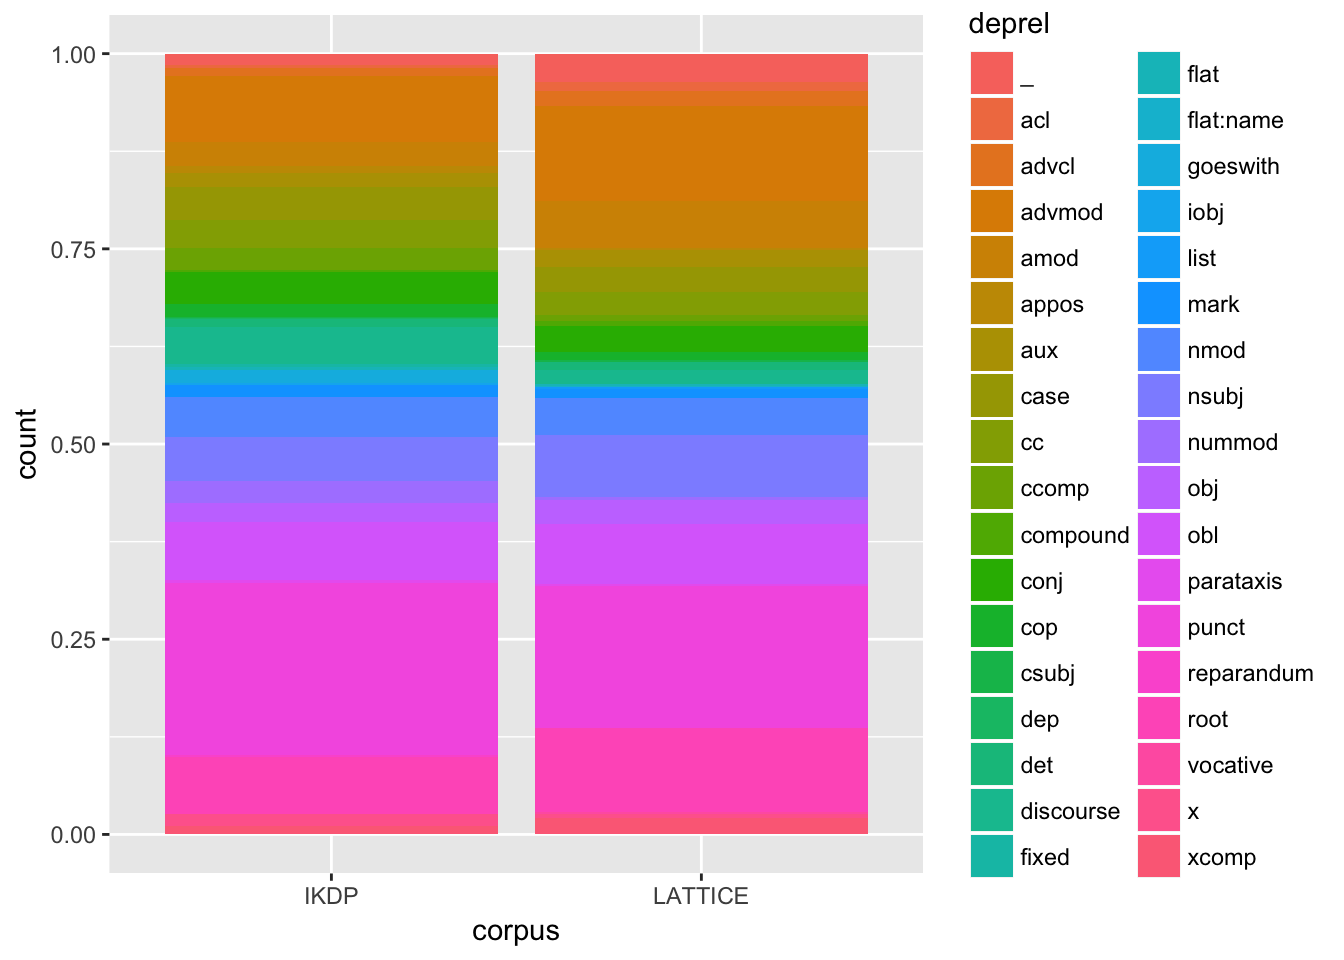 deprel
1.00
0.75
0.50
0.25
0.00
count
IKDP
LATTICE
corpus
_
acl
advcl
advmod
amod
appos
aux
case
cc
ccomp
compound
conj
cop
csubj
dep
det
discourse
fixed
flat
flat:name
goeswith
iobj
list
mark
nmod
nsubj
nummod
obj
obl
parataxis
punct
reparandum
root
vocative
x
xcomp